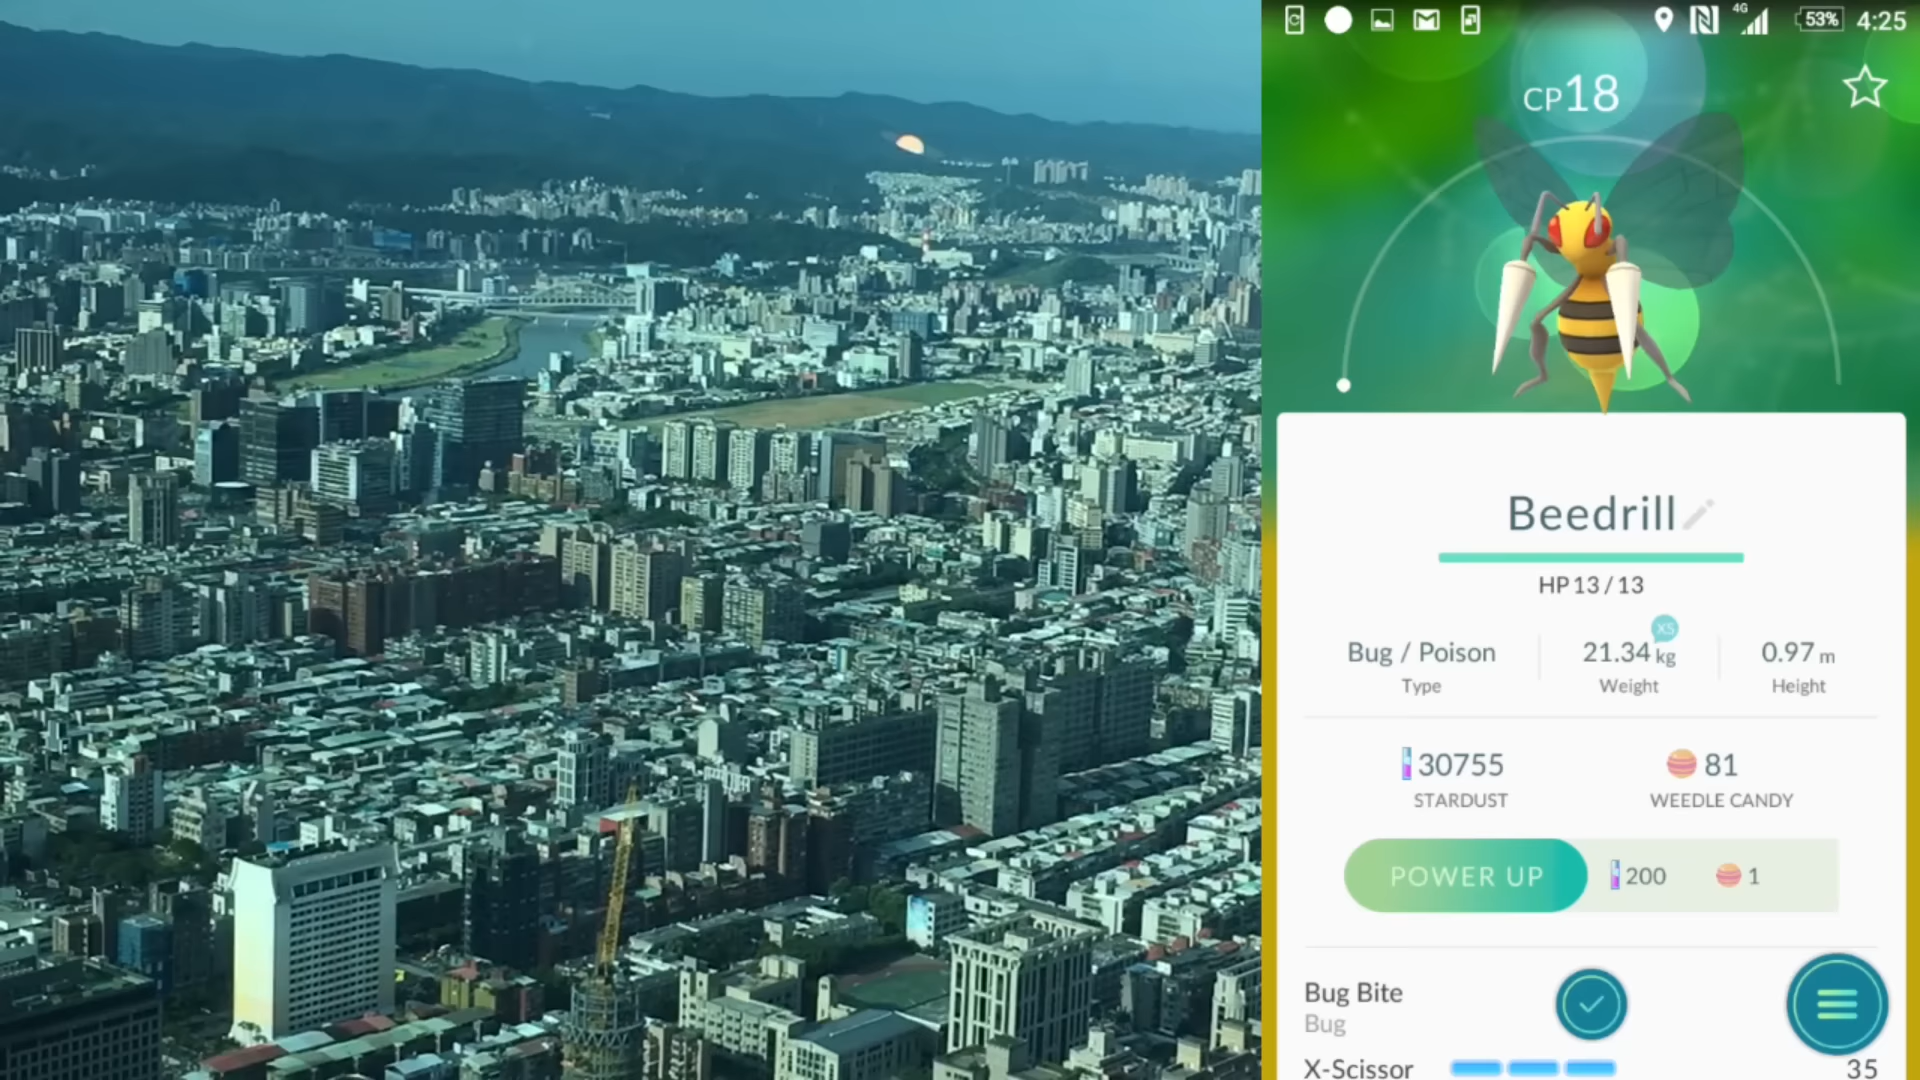 4G 53% 4:25
CP18
Beedrill
HP 13 / 13
XS
Bug / Poison 21.34 kg 0.97 m
Type Weight Height
30755 81
STARDUST WEEDLE CANDY
POWER UP 200 1
Bug Bite
Bug
X-Scissor 35